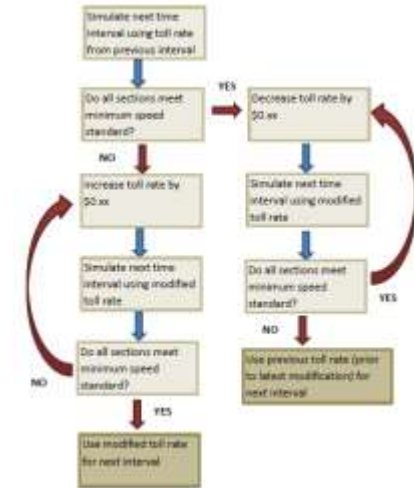 Simulate next time
interval using toll rate
from previous interval
Do all sections meet
minimum speed
standard?
YES
Decrease toll rate by
$0.xx
NO
Increase toll rate by
$0.xx
Simulate next time
interval using modified
toll rate
Simulate next time
interval using modified
toll rate
Do all sections meet
minimum speed
standard?
YES
NO
Do all sections meet
minimum speed
standard?
NO
YES
Use previous toll rate (prior
to latest modification) for
next interval
Use modified toll rate
for next interval